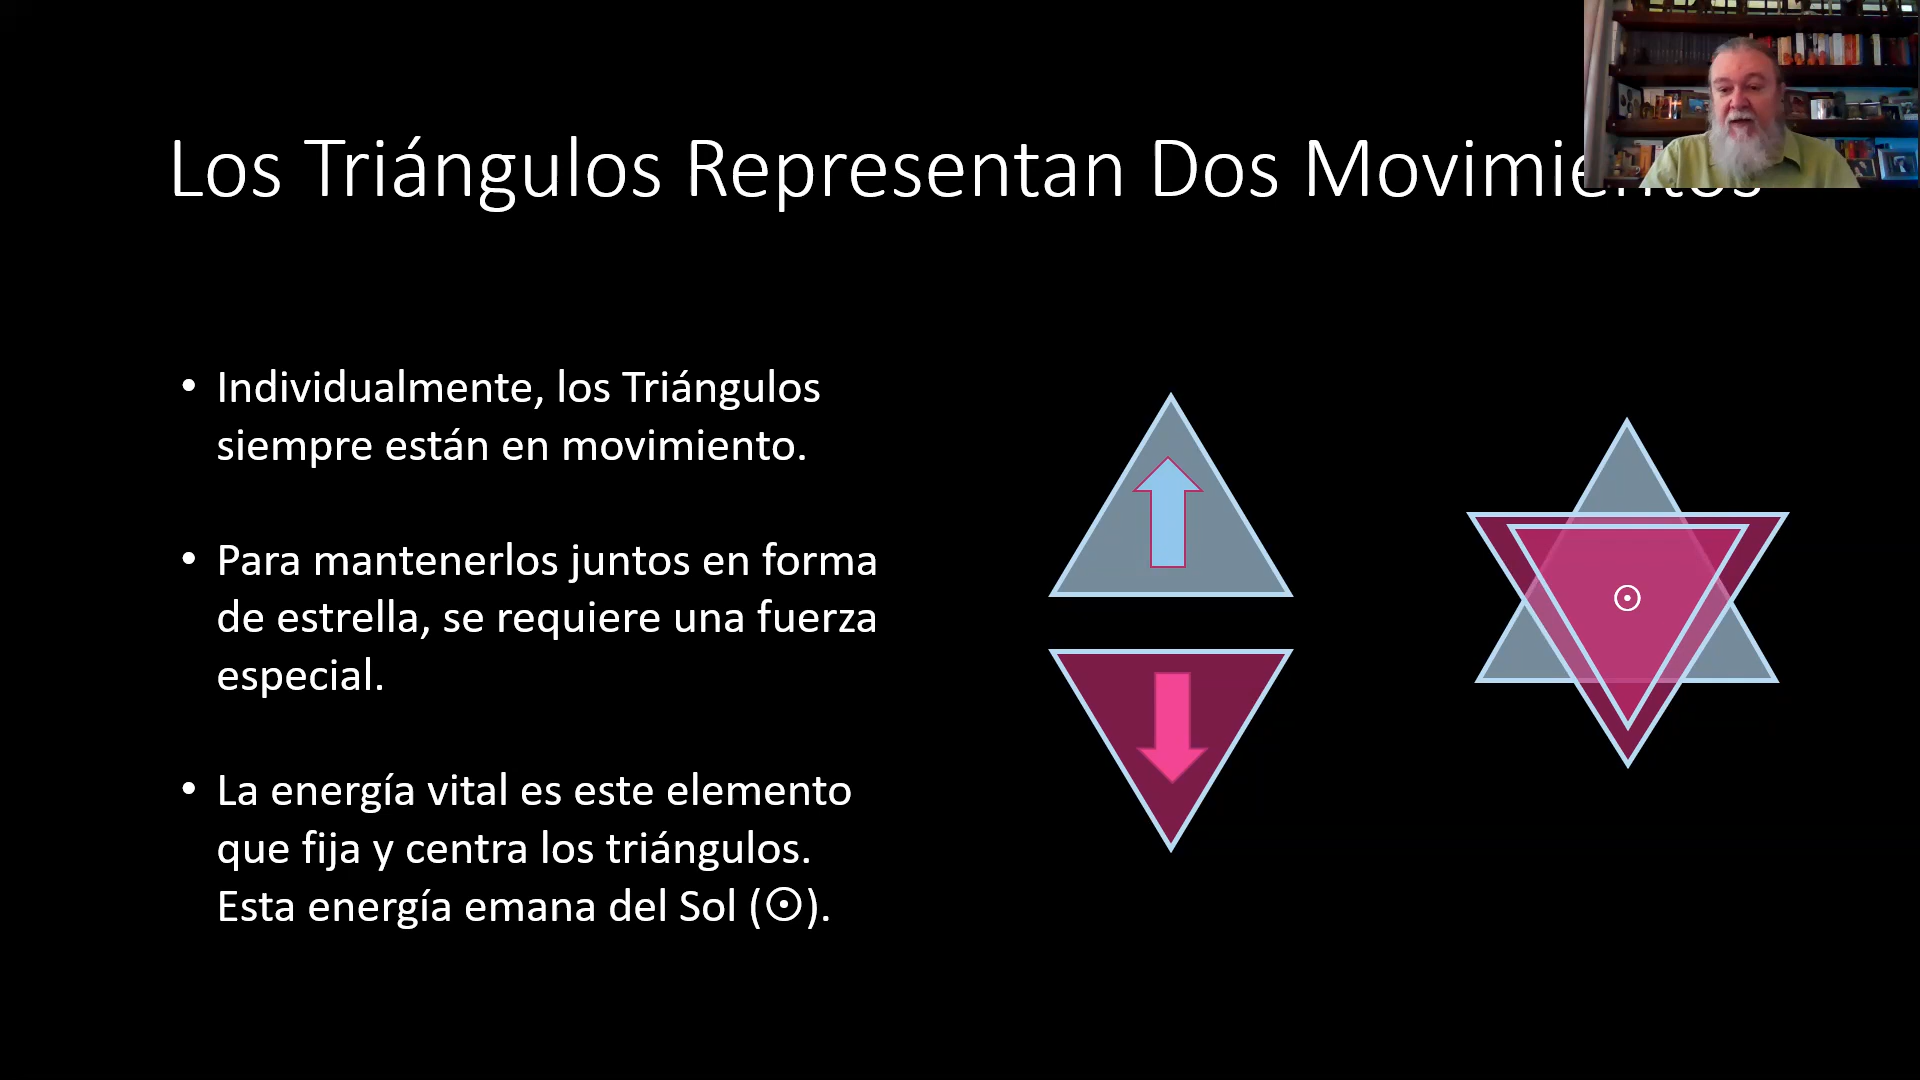 Los Triángulos Representan Dos Movimientos
• Individualmente, los Triángulos
siempre están en movimiento.
• Para mantenerlos juntos en forma
de estrella, se requiere una fuerza
especial.
• La energía vital es este elemento
que fija y centra los triángulos.
Esta energía emana del Sol (☉).
☉